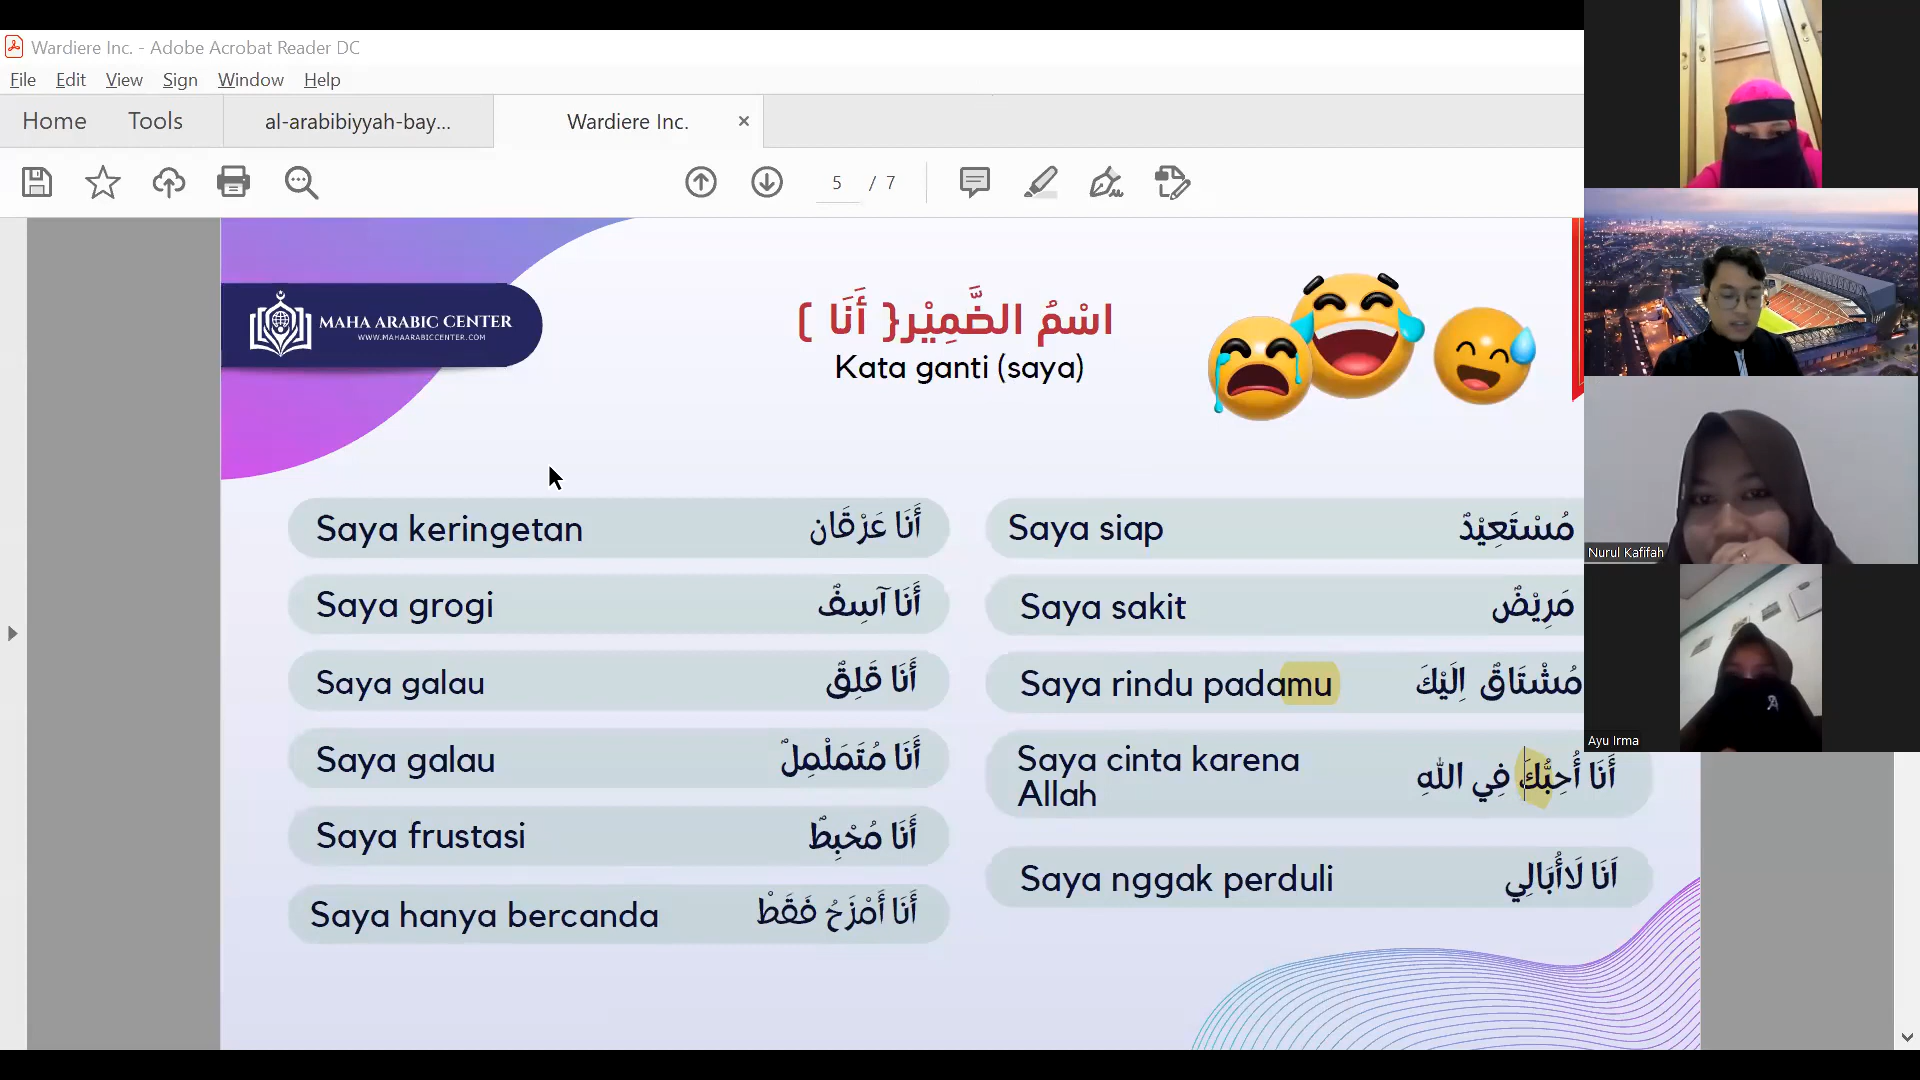 Wardiere Inc. - Adobe Acrobat Reader DC
File Edit View Sign Window Help
Home Tools al-arabibiyyah-bay... Wardiere Inc.
5 / 7
MAHA ARABIC CENTER
WWW.MAHAARABICCENTER.COM
اسْمُ الضَّمِيْر{ أَنَا )
Kata ganti (saya)
Saya keringetan أَنَا عَرْقَان
Saya grogi أَنَا آسِفٌ
Saya galau أَنَا قَلِقٌ
Saya galau أَنَا مُتَمَلْمِلٌ
Saya frustasi أَنَا مُحْبِطٌ
Saya hanya bercanda أَنَا أَمْزَحُ فَقَطْ
Saya siap مُسْتَعِيْدٌ
Saya sakit مَرِيْضٌ
Saya rindu padamu مُشْتَاقٌ اِلَيْكَ
Saya cinta karena
Allah أَنَا أُحِبُّكَ فِي اللهِ
Saya nggak perduli اَنَا لَاأُبَالِي
Nurul Kafifah
Ayu Irma
A